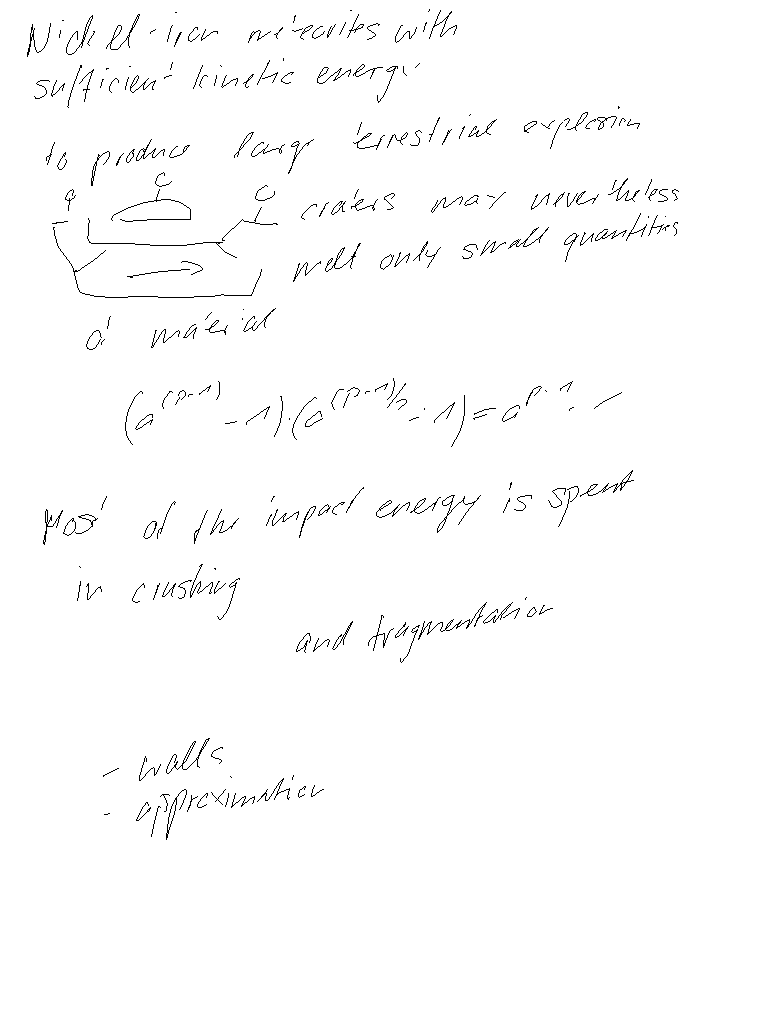 Nickel-iron meteorites with
sufficient kinetic energy
to produce large terrestrial explosion
craters may nevertheless
melt only small quantities
of material
(a^(p-1) - 1)·(a^(p-1)/2 - 1) = a^p-1 · -
Most of the impact energy is spent
in crushing
and fragmentation
- walls
- approximation